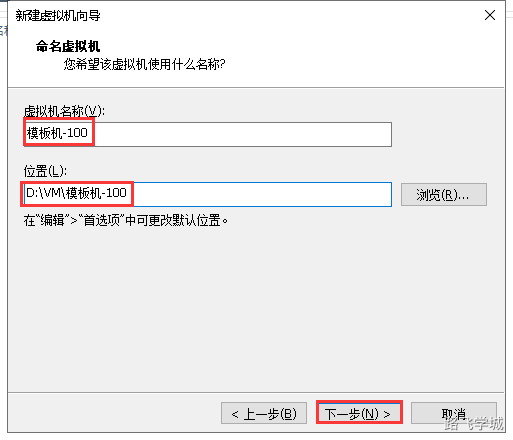 新建虚拟机向导
命名虚拟机
您希望该虚拟机使用什么名称?
虚拟机名称(V):
模板机-100
位置(L):
D:\VM\模板机-100
浏览(R)...
在“编辑”>“首选项”中可更改默认位置。
< 上一步(B)
下一步(N) >
取消
路飞学城